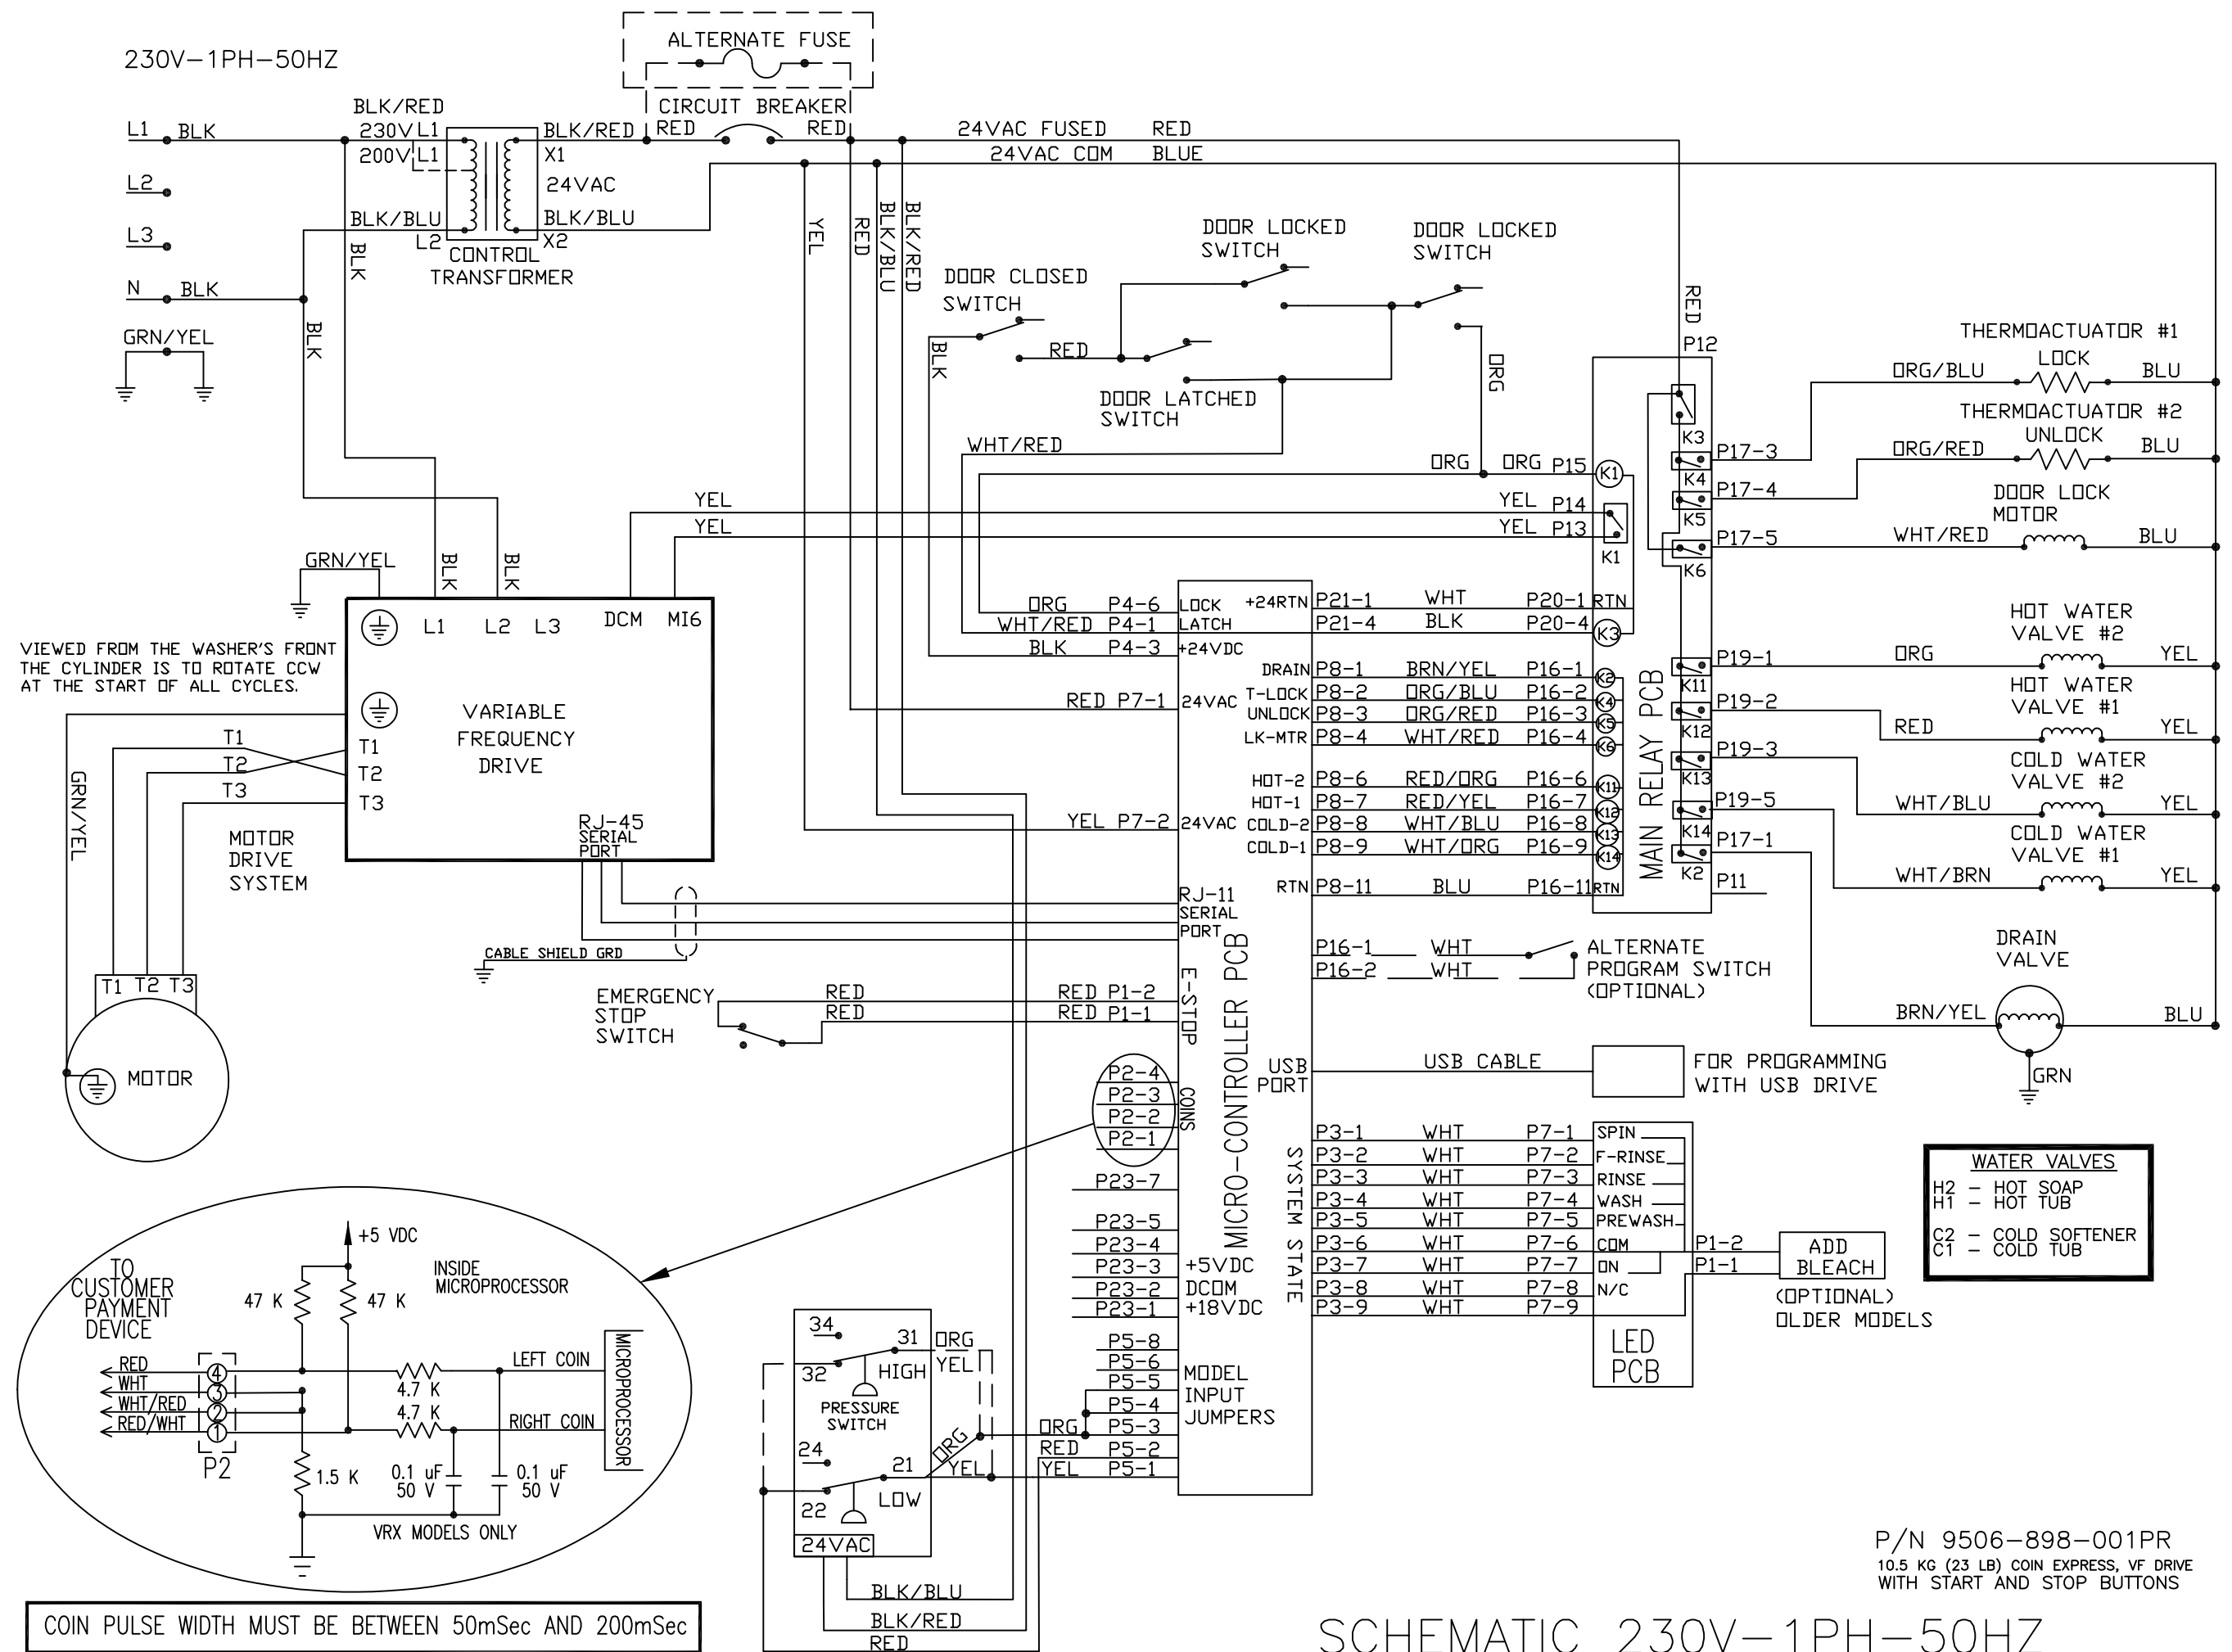 230V-1PH-50HZ
ALTERNATE FUSE
CIRCUIT BREAKER
RED
RED
L1
BLK
L2
L3
N
BLK
GRN/YEL
BLK/RED
230V L1
200V L1
BLK/BLU
L2
BLK/RED
X1
24VAC
BLK/BLU
X2
CONTROL
TRANSFORMER
BLK
BLK
24VAC FUSED RED
24VAC COM BLUE
YEL
RED
BLK/BLU
BLK/RED
DOOR CLOSED
SWITCH
DOOR LOCKED
SWITCH
DOOR LOCKED
SWITCH
BLK
RED
DOOR LATCHED
SWITCH
ORG
WHT/RED
RED
P12
ORG
ORG P15
K1
YEL
YEL P14
YEL
YEL P13
K1
K3
K4
K5
K6
P17-3
P17-4
P17-5
THERMOACTUATOR #1
LOCK
ORG/BLU
BLU
THERMOACTUATOR #2
UNLOCK
ORG/RED
BLU
DOOR LOCK
MOTOR
WHT/RED
BLU
GRN/YEL
BLK
BLK
L1
L2
L3
DCM
MI6
VARIABLE
FREQUENCY
DRIVE
T1
T2
T3
RJ-45
SERIAL
PORT
VIEWED FROM THE WASHER'S FRONT
THE CYLINDER IS TO ROTATE CCW
AT THE START OF ALL CYCLES.
T1
T2
T3
GRN/YEL
MOTOR
DRIVE
SYSTEM
T1 T2 T3
MOTOR
CABLE SHIELD GRD
ORG P4-6
LOCK
WHT/RED P4-1
LATCH
BLK P4-3
+24VDC
RED P7-1
24VAC
YEL P7-2
24VAC
RJ-11
SERIAL
PORT
MICRO-CONTROLLER PCB
+24RTN
P21-1 WHT P20-1
RTN
P21-4 BLK P20-4
K3
DRAIN
P8-1 BRN/YEL P16-1
K2
T-LOCK
P8-2 ORG/BLU P16-2
K4
UNLOCK
P8-3 ORG/RED P16-3
K5
LK-MTR
P8-4 WHT/RED P16-4
K6
HOT-2
P8-6 RED/ORG P16-6
K11
HOT-1
P8-7 RED/YEL P16-7
K12
COLD-2
P8-8 WHT/BLU P16-8
K13
COLD-1
P8-9 WHT/ORG P16-9
K14
RTN
P8-11 BLU P16-11
RTN
MAIN RELAY PCB
K11
K12
K13
K14
K2
P19-1
P19-2
P19-3
P19-5
P17-1
P11
HOT WATER
VALVE #2
ORG
YEL
HOT WATER
VALVE #1
RED
YEL
COLD WATER
VALVE #2
WHT/BLU
YEL
COLD WATER
VALVE #1
WHT/BRN
YEL
DRAIN
VALVE
BRN/YEL
BLU
GRN
P16-1 WHT
P16-2 WHT
ALTERNATE
PROGRAM SWITCH
(OPTIONAL)
EMERGENCY
STOP
SWITCH
RED
RED P1-2
RED
RED P1-1
E-STOP
USB
PORT
USB CABLE
FOR PROGRAMMING
WITH USB DRIVE
P2-4
P2-3
P2-2
P2-1
COINS
P23-7
P23-5
P23-4
P23-3
+5VDC
P23-2
DCOM
P23-1
+18VDC
P5-8
P5-6
P5-5
P5-4
ORG P5-3
RED P5-2
YEL P5-1
MODEL
INPUT
JUMPERS
SYSTEM STATE
P3-1 WHT P7-1
SPIN
P3-2 WHT P7-2
F-RINSE
P3-3 WHT P7-3
RINSE
P3-4 WHT P7-4
WASH
P3-5 WHT P7-5
PREWASH
P3-6 WHT P7-6
COM
P3-7 WHT P7-7
ON
P3-8 WHT P7-8
N/C
P3-9 WHT P7-9
LED
PCB
P1-2
P1-1
ADD
BLEACH
(OPTIONAL)
OLDER MODELS
WATER VALVES
H2 - HOT SOAP
H1 - HOT TUB
C2 - COLD SOFTENER
C1 - COLD TUB
+5 VDC
INSIDE
MICROPROCESSOR
TO
CUSTOMER
PAYMENT
DEVICE
47 K
47 K
RED
WHT
WHT/RED
RED/WHT
4
3
2
1
P2
4.7 K
4.7 K
LEFT COIN
RIGHT COIN
MICROPROCESSOR
1.5 K
0.1 uF
50 V
0.1 uF
50 V
VRX MODELS ONLY
COIN PULSE WIDTH MUST BE BETWEEN 50mSec AND 200mSec
34
31
32
HIGH
PRESSURE
SWITCH
24
21
22
LOW
24VAC
ORG
YEL
ORG
YEL
BLK/BLU
BLK/RED
RED
P/N 9506-898-001PR
10.5 KG (23 LB) COIN EXPRESS, VF DRIVE
WITH START AND STOP BUTTONS
SCHEMATIC 230V-1PH-50HZ